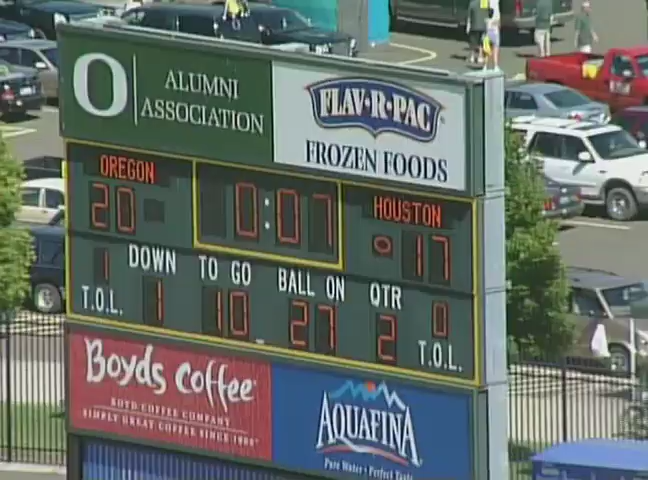 O ALUMNI ASSOCIATION
FLAV·R·PAC®
FROZEN FOODS
OREGON 20
0:07
HOUSTON 17
DOWN TO GO BALL ON QTR
1 T.O.L. 1 10 27 2 0 T.O.L.
Boyds Coffee
BOYD COFFEE COMPANY
SIMPLY GREAT COFFEE SINCE 1900
AQUAFINA
Pure Water · Perfect Taste